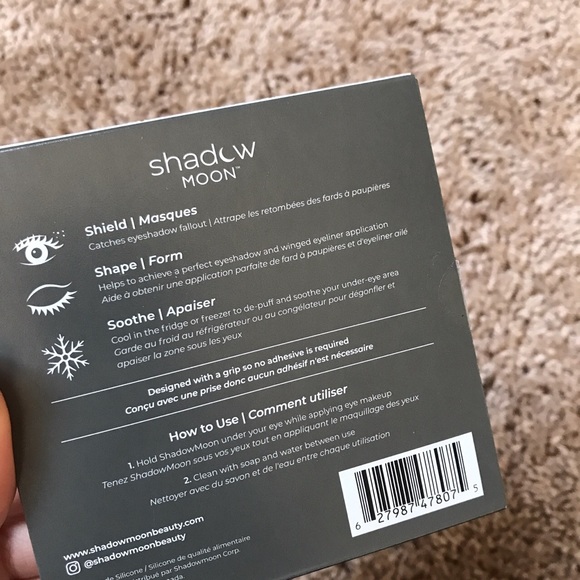 shadow
MOON™
Shield | Masques
Catches eyeshadow fallout | Attrape les retombées des fards à paupières
Shape | Form
Helps to achieve a perfect eyeshadow and winged eyeliner application
Aide à obtenir une application parfaite de fard à paupières et d'eyeliner ailé
Soothe | Apaiser
Cool in the fridge or freezer to de-puff and soothe your under-eye area
Garde au froid au réfrigérateur ou au congélateur pour dégonfler et
apaiser la zone sous les yeux
Designed with a grip so no adhesive is required
Conçu avec une prise donc aucun adhésif n'est nécessaire
How to Use | Comment utiliser
1. Hold ShadowMoon under your eye while applying eye makeup
Tenez ShadowMoon sous vos yeux tout en appliquant le maquillage des yeux
2. Clean with soap and water between use
Nettoyer avec du savon et de l'eau entre chaque utilisation
www.shadowmoonbeauty.com
@shadowmoonbeauty
de Silicone / Silicone de qualité alimentaire
tribué par Shadowmoon Corp.
nada.
6 27987 47807 5